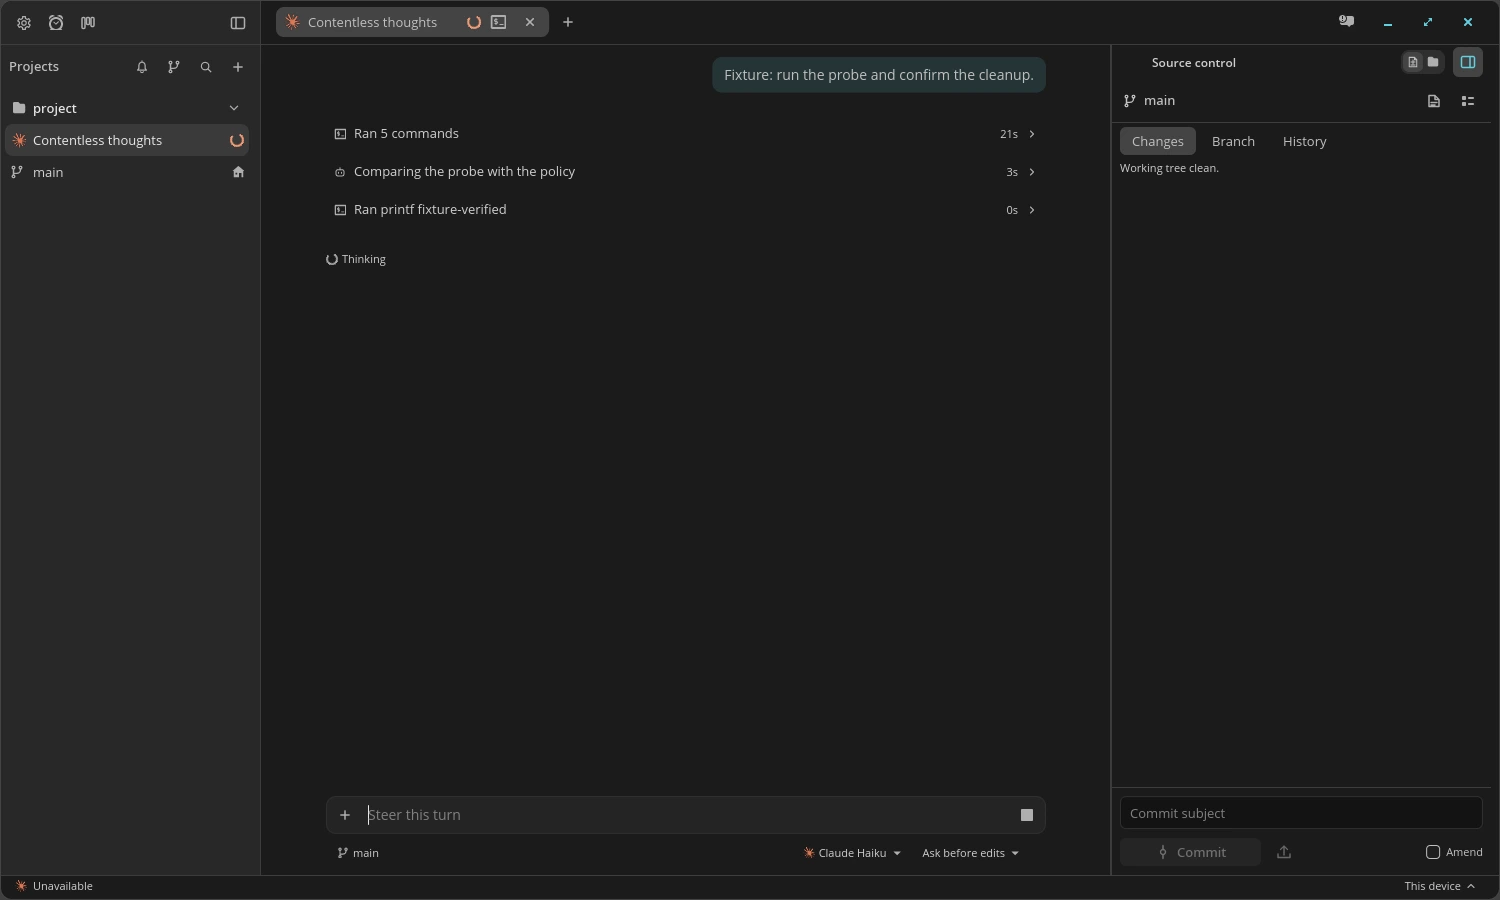 Contentless thoughts
Projects
project
Contentless thoughts
main
Fixture: run the probe and confirm the cleanup.
Ran 5 commands 21s
Comparing the probe with the policy 3s
Ran printf fixture-verified 0s
Thinking
Steer this turn
main Claude Haiku Ask before edits
Source control
main
Changes Branch History
Working tree clean.
Commit subject
Commit Amend
Unavailable This device